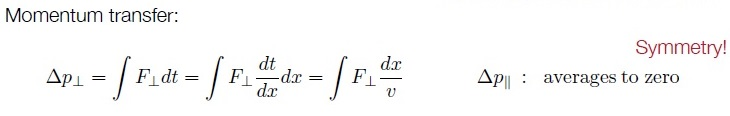 Momentum transfer:
Symmetry!
Δp⊥ = ∫ F⊥ dt = ∫ F⊥ dt/dx dx = ∫ F⊥ dx/v    Δp∥ : averages to zero